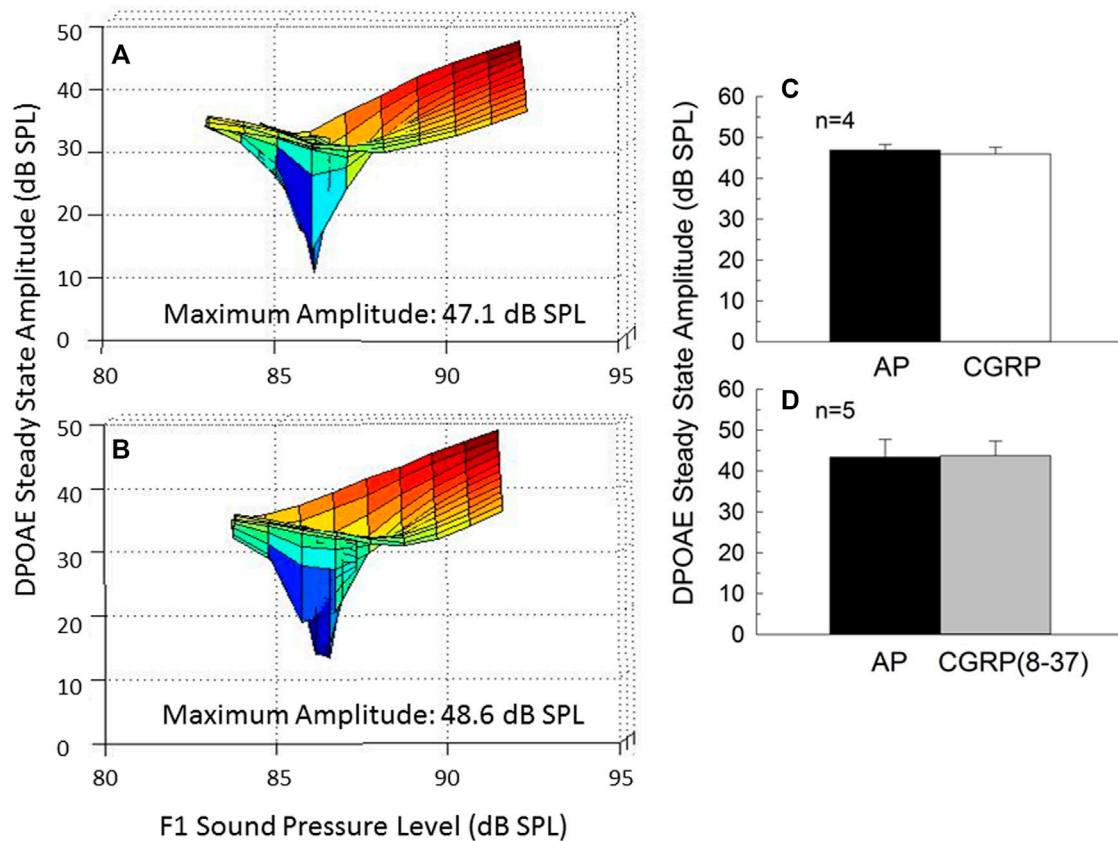 DPOAE Steady State Amplitude (dB SPL)
A
50
40
30
20
10
0
Maximum Amplitude: 47.1 dB SPL
80
85
90
95
B
50
40
30
20
10
0
Maximum Amplitude: 48.6 dB SPL
80
85
90
95
F1 Sound Pressure Level (dB SPL)
DPOAE Steady State Amplitude (dB SPL)
C
n=4
60
50
40
30
20
10
0
AP CGRP
D
n=5
60
50
40
30
20
10
0
AP CGRP(8-37)